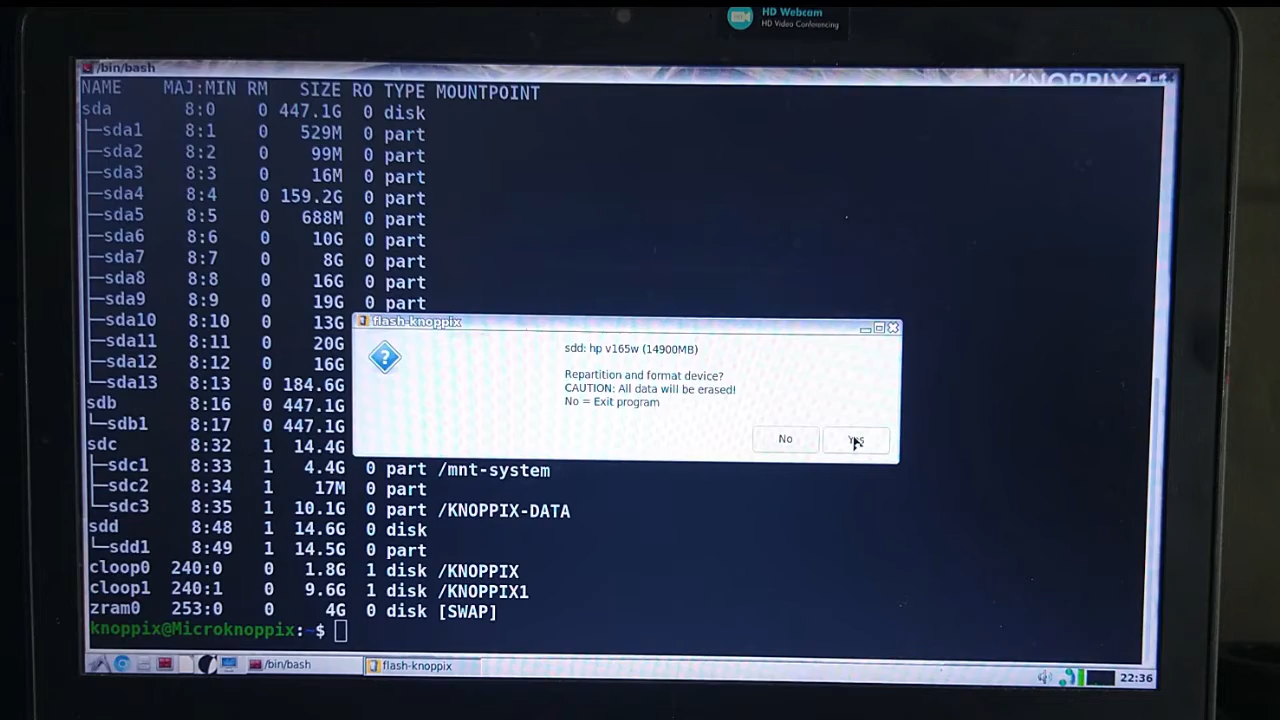 HD Webcam
HD Video Conferencing
/bin/bash
NAME MAJ:MIN RM SIZE RO TYPE MOUNTPOINT
sda 8:0 0 447.1G 0 disk
├─sda1 8:1 0 529M 0 part
├─sda2 8:2 0 99M 0 part
├─sda3 8:3 0 16M 0 part
├─sda4 8:4 0 159.2G 0 part
├─sda5 8:5 0 688M 0 part
├─sda6 8:6 0 10G 0 part
├─sda7 8:7 0 8G 0 part
├─sda8 8:8 0 16G 0 part
├─sda9 8:9 0 19G 0 part
├─sda10 8:10 0 13G
├─sda11 8:11 0 20G
├─sda12 8:12 0 16G
└─sda13 8:13 0 184.6G
sdb 8:16 0 447.1G
└─sdb1 8:17 0 447.1G
sdc 8:32 1 14.4G
├─sdc1 8:33 1 4.4G 0 part /mnt-system
├─sdc2 8:34 1 17M 0 part
└─sdc3 8:35 1 10.1G 0 part /KNOPPIX-DATA
sdd 8:48 1 14.6G 0 disk
└─sdd1 8:49 1 14.5G 0 part
cloop0 240:0 0 1.8G 1 disk /KNOPPIX
cloop1 240:1 0 9.6G 1 disk /KNOPPIX1
zram0 253:0 0 4G 0 disk [SWAP]
knoppix@Microknoppix:~$
flash-knoppix
sdd: hp v165w (14900MB)
Repartition and format device?
CAUTION: All data will be erased!
No = Exit program
No
Yes
/bin/bash
flash-knoppix
22:36